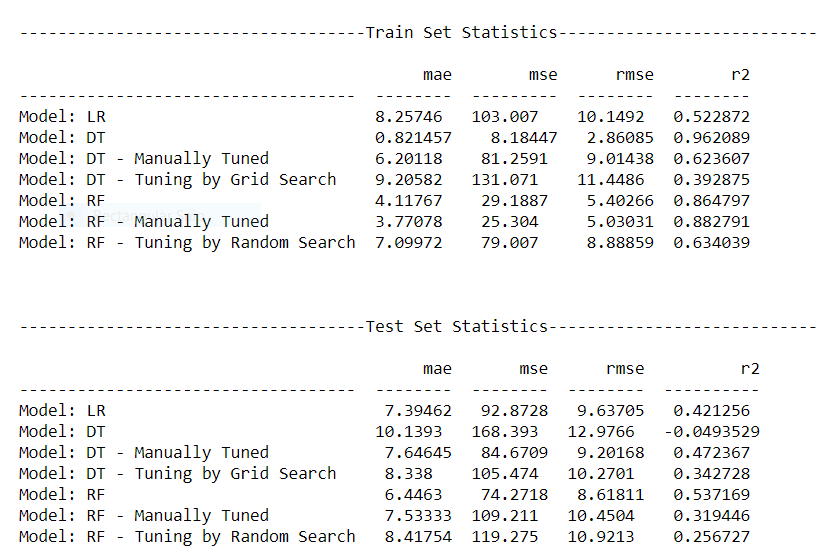 ------------------------------------Train Set Statistics---------------------------
mae mse rmse r2
----------------------------------- -------- -------- -------- --------
Model: LR 8.25746 103.007 10.1492 0.522872
Model: DT 0.821457 8.18447 2.86085 0.962089
Model: DT - Manually Tuned 6.20118 81.2591 9.01438 0.623607
Model: DT - Tuning by Grid Search 9.20582 131.071 11.4486 0.392875
Model: RF 4.11767 29.1887 5.40266 0.864797
Model: RF - Manually Tuned 3.77078 25.304 5.03031 0.882791
Model: RF - Tuning by Random Search 7.09972 79.007 8.88859 0.634039
------------------------------------Test Set Statistics----------------------------
mae mse rmse r2
----------------------------------- -------- -------- -------- ----------
Model: LR 7.39462 92.8728 9.63705 0.421256
Model: DT 10.1393 168.393 12.9766 -0.0493529
Model: DT - Manually Tuned 7.64645 84.6709 9.20168 0.472367
Model: DT - Tuning by Grid Search 8.338 105.474 10.2701 0.342728
Model: RF 6.4463 74.2718 8.61811 0.537169
Model: RF - Manually Tuned 7.53333 109.211 10.4504 0.319446
Model: RF - Tuning by Random Search 8.41754 119.275 10.9213 0.256727